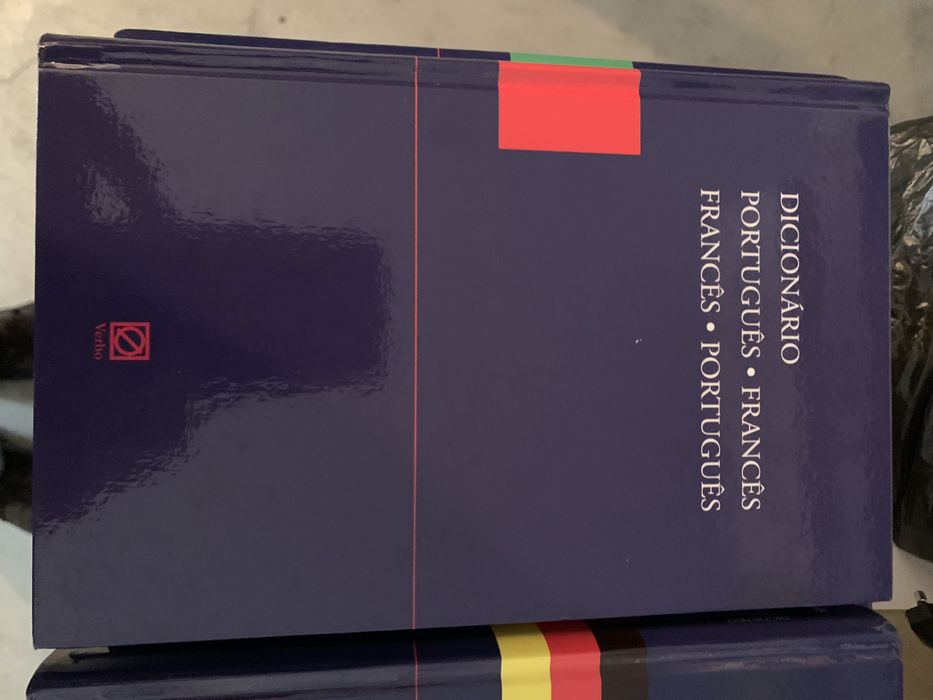 DICIONÁRIO
PORTUGUÊS • FRANCÊS
FRANCÊS • PORTUGUÊS
Verbo